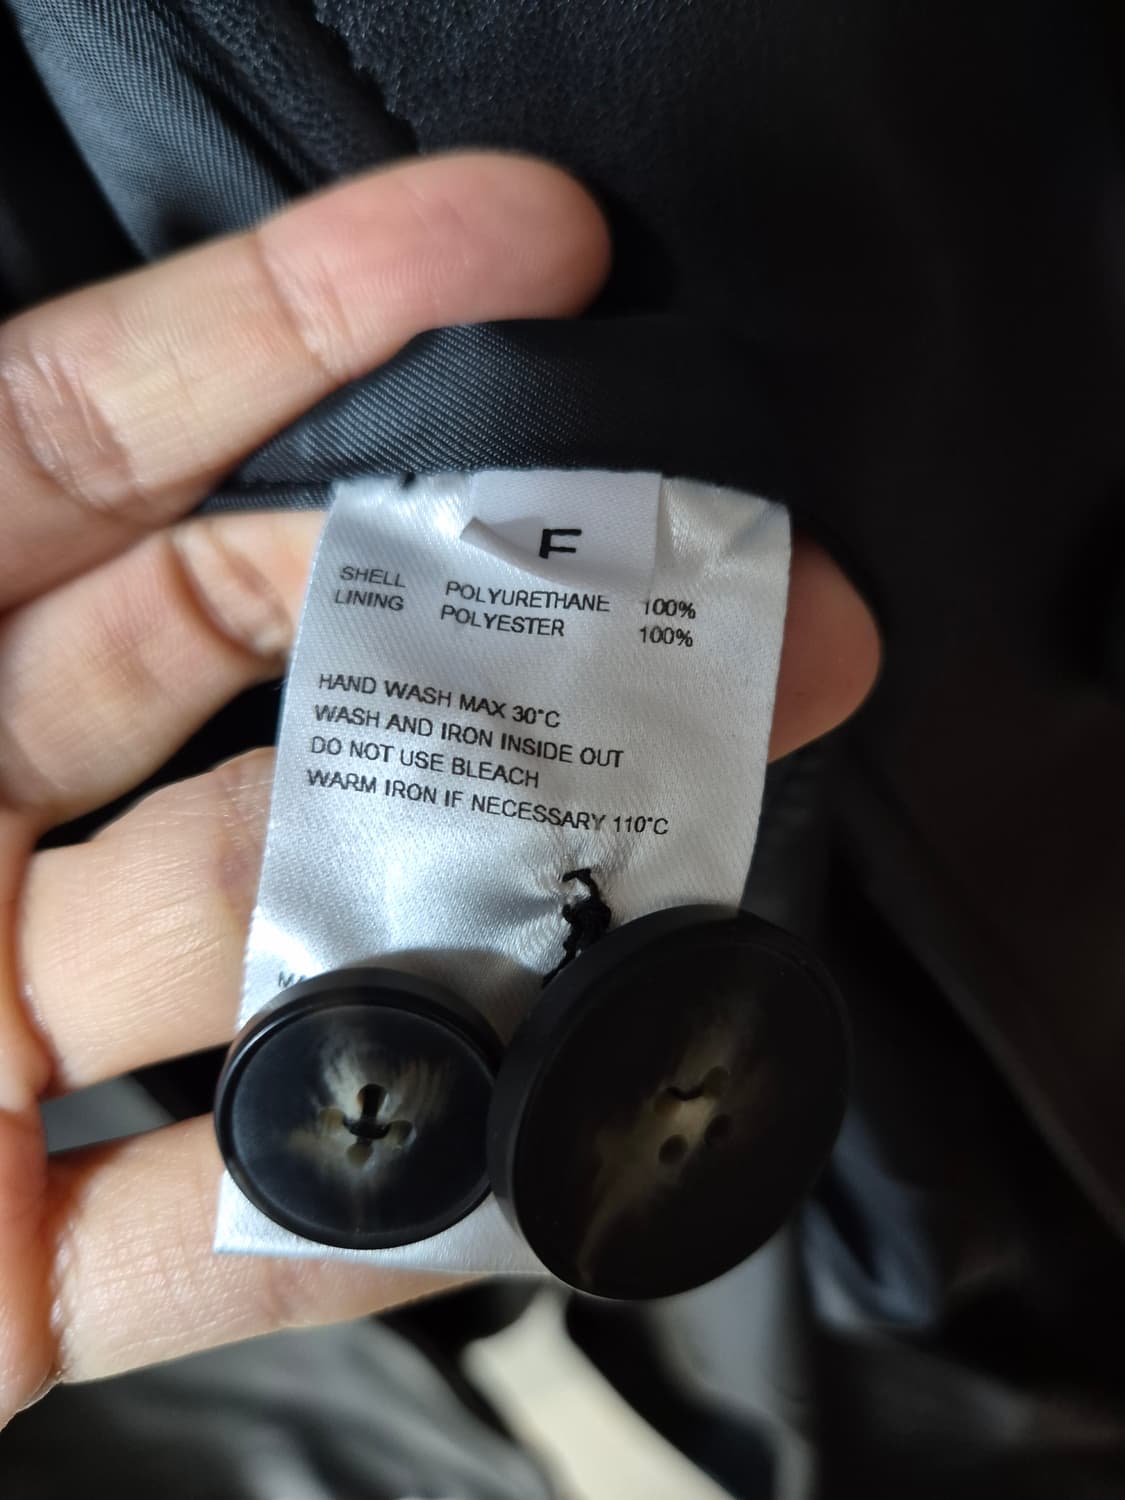 F
SHELL POLYURETHANE 100%
LINING POLYESTER 100%
HAND WASH MAX 30°C
WASH AND IRON INSIDE OUT
DO NOT USE BLEACH
WARM IRON IF NECESSARY 110°C